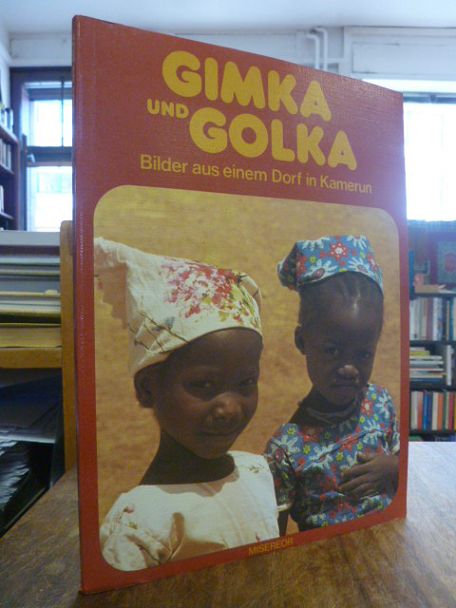 GIMKA
UND GOLKA
Bilder aus einem Dorf in Kamerun
MISEREOR